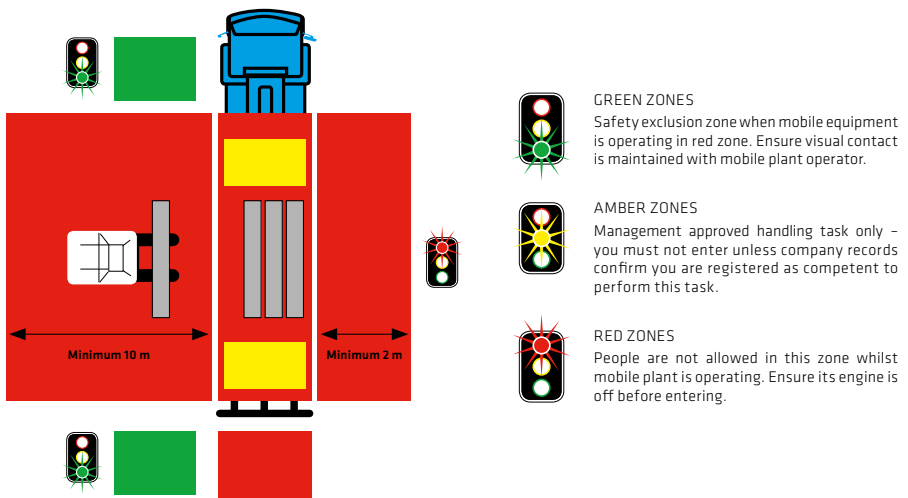 GREEN ZONES
Safety exclusion zone when mobile equipment
is operating in red zone. Ensure visual contact
is maintained with mobile plant operator.
AMBER ZONES
Management approved handling task only –
you must not enter unless company records
confirm you are registered as competent to
perform this task.
RED ZONES
People are not allowed in this zone whilst
mobile plant is operating. Ensure its engine is
off before entering.
Minimum 10 m
Minimum 2 m